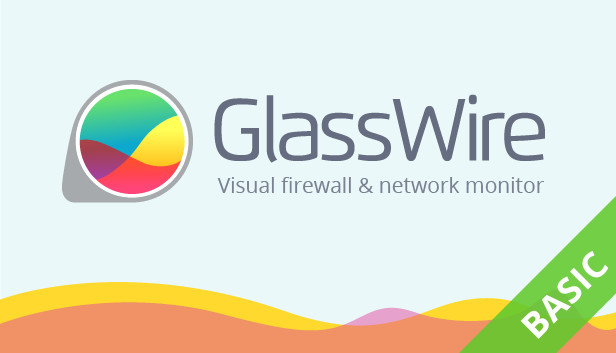 GlassWire
Visual firewall & network monitor
BASIC